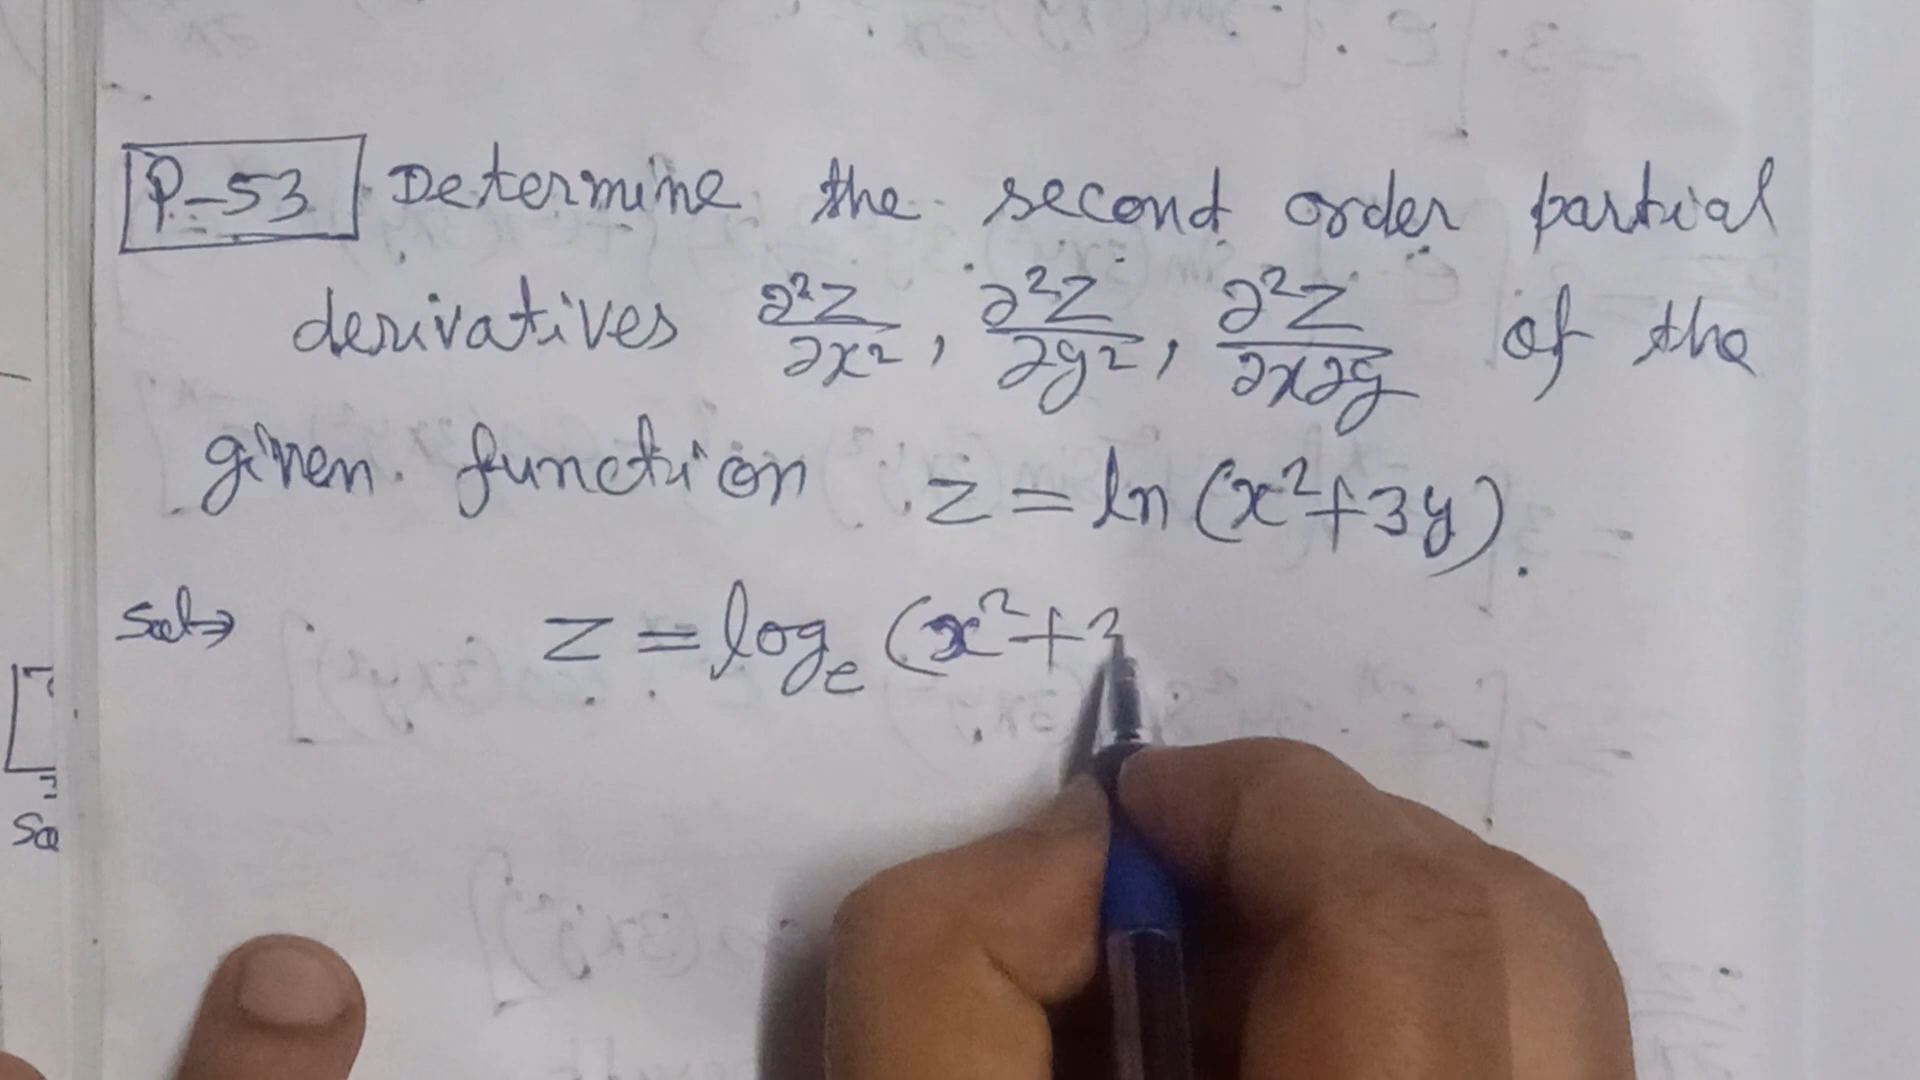 P-53 Determine the second order partial
derivatives ∂²z/∂x², ∂²z/∂y², ∂²z/∂x∂y of the
given function z = ln (x²+3y).
Sol→ z = logₑ (x²+3
So